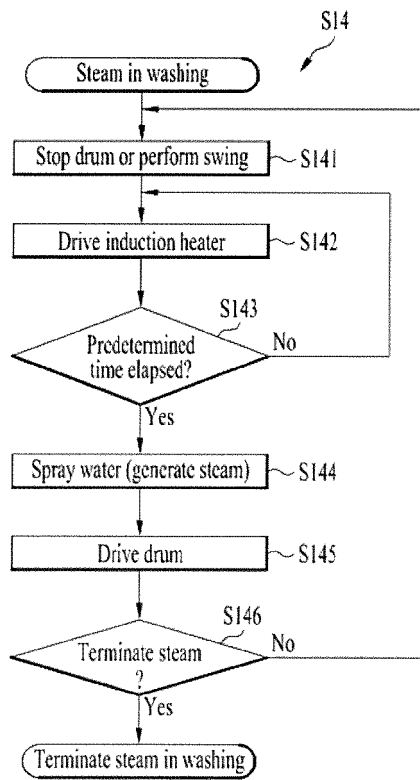 S14
Steam in washing
Stop drum or perform swing
S141
Drive induction heater
S142
S143
Predetermined
time elapsed?
No
Yes
Spray water (generate steam)
S144
Drive drum
S145
S146
Terminate steam
?
No
Yes
Terminate steam in washing